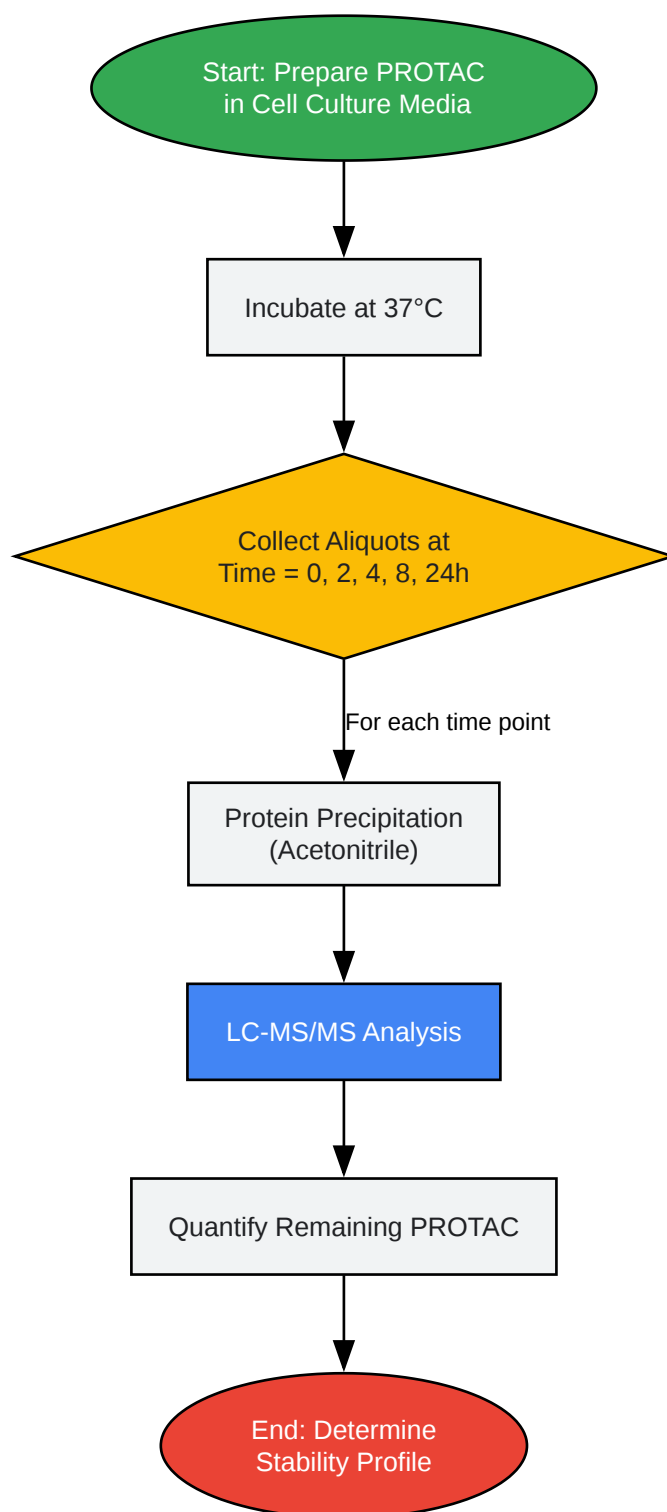 Start: Prepare PROTAC
in Cell Culture Media
Incubate at 37°C
Collect Aliquots at
Time = 0, 2, 4, 8, 24h
For each time point
Protein Precipitation
(Acetonitrile)
LC-MS/MS Analysis
Quantify Remaining PROTAC
End: Determine
Stability Profile